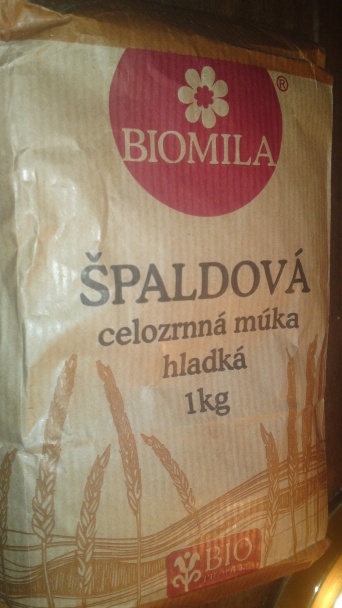 BIOMILA
®
ŠPALDOVÁ
celozrnná múka
hladká
1kg
BIO